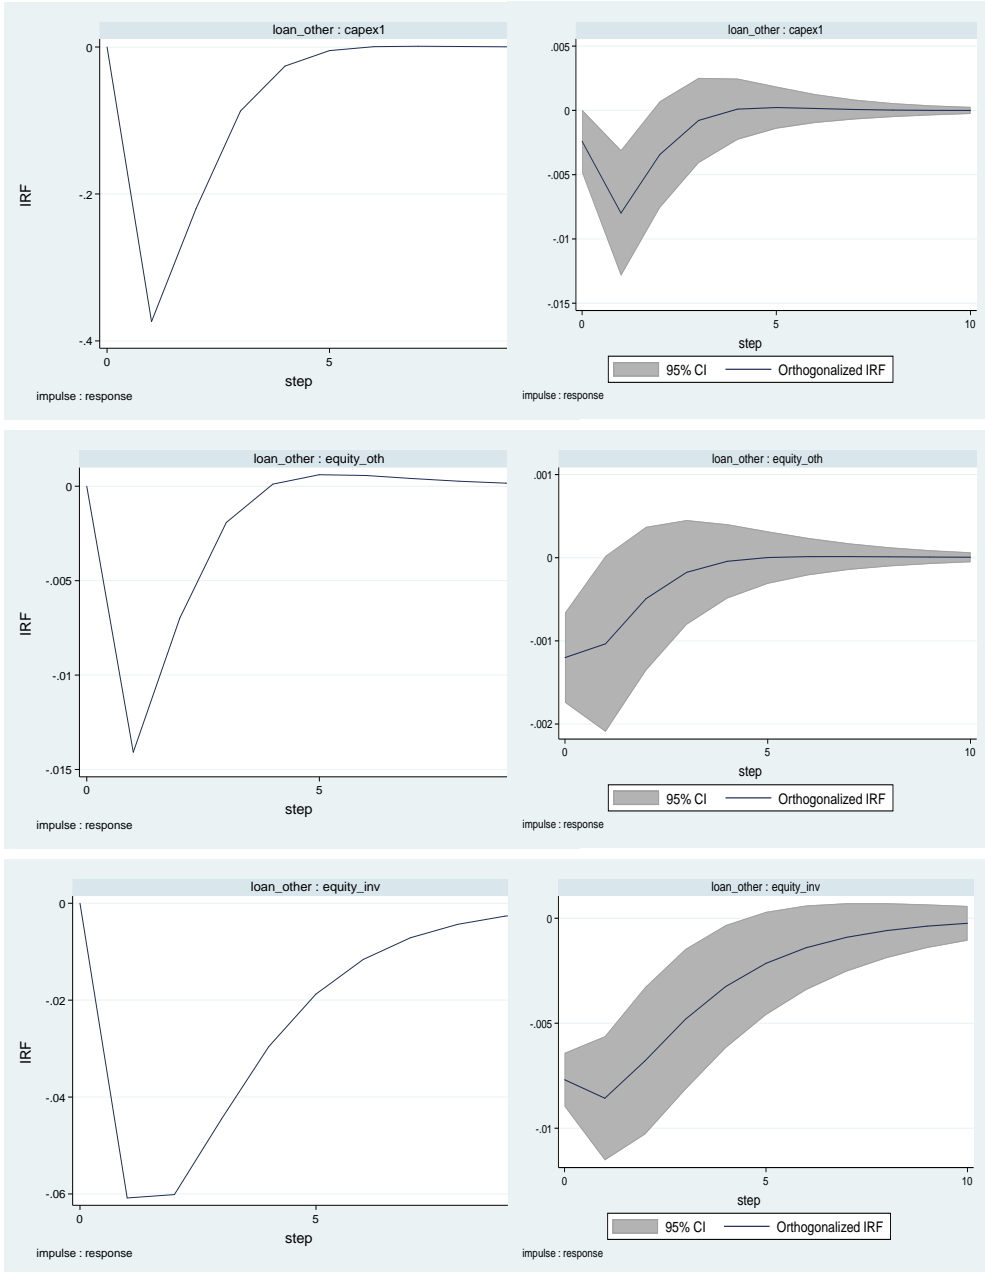 loan_other : capex1
0
-.2
-.4
IRF
0
5
step
impulse : response
loan_other : capex1
.005
0
-.005
-.01
-.015
0
5
10
step
95% CI
Orthogonalized IRF
impulse : response
loan_other : equity_oth
0
-.005
-.01
-.015
IRF
0
5
step
impulse : response
loan_other : equity_oth
.001
0
-.001
-.002
0
5
10
step
95% CI
Orthogonalized IRF
impulse : response
loan_other : equity_inv
0
-.02
-.04
-.06
IRF
0
5
step
impulse : response
loan_other : equity_inv
0
-.005
-.01
0
5
10
step
95% CI
Orthogonalized IRF
impulse : response